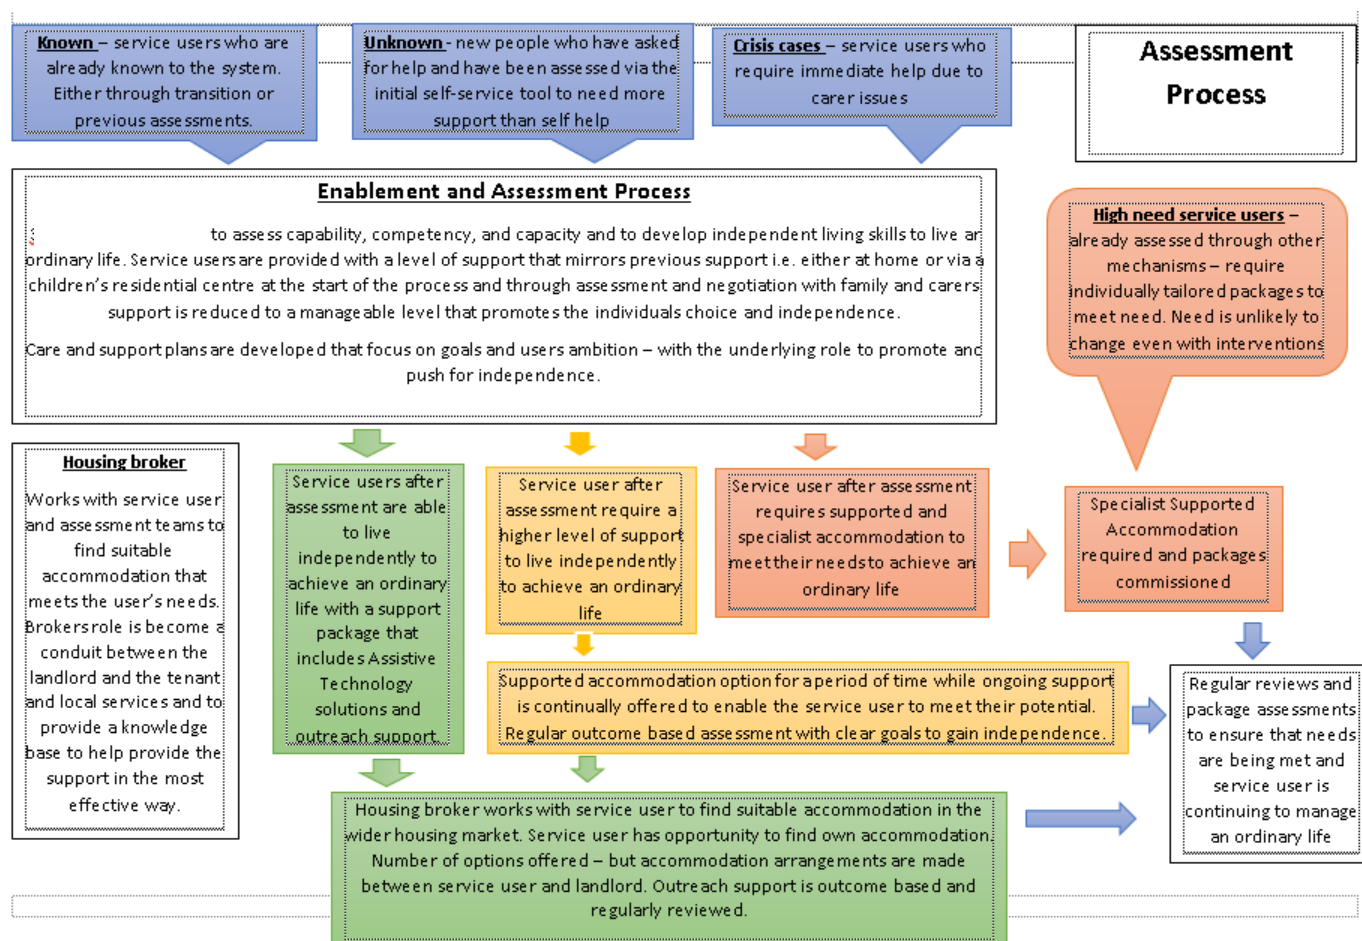 Known – service users who are
already known to the system.
Either through transition or
previous assessments.
Unknown - new people who have asked
for help and have been assessed via the
initial self-service tool to need more
support than self help
Crisis cases – service users who
require immediate help due to
carer issues
Assessment
Process
Enablement and Assessment Process
to assess capability, competency, and capacity and to develop independent living skills to live an
ordinary life. Service users are provided with a level of support that mirrors previous support i.e. either at home or via a
children's residential centre at the start of the process and through assessment and negotiation with family and carers
support is reduced to a manageable level that promotes the individuals choice and independence.
Care and support plans are developed that focus on goals and users ambition – with the underlying role to promote and
push for independence.
High need service users –
already assessed through other
mechanisms – require
individually tailored packages to
meet need. Need is unlikely to
change even with interventions
Housing broker
Works with service user
and assessment teams to
find suitable
accommodation that
meets the user's needs.
Brokers role is become a
conduit between the
landlord and the tenant
and local services and to
provide a knowledge
base to help provide the
support in the most
effective way.
Service users after
assessment are able
to live
independently to
achieve an ordinary
life with a support
package that
includes Assistive
Technology
solutions and
outreach support.
Service user after
assessment require a
higher level of support
to live independently
to achieve an ordinary
life
Service user after assessment
requires supported and
specialist accommodation to
meet their needs to achieve an
ordinary life
Specialist Supported
Accommodation
required and packages
commissioned
Supported accommodation option for a period of time while ongoing support
is continually offered to enable the service user to meet their potential.
Regular outcome based assessment with clear goals to gain independence.
Regular reviews and
package assessments
to ensure that needs
are being met and
service user is
continuing to manage
an ordinary life
Housing broker works with service user to find suitable accommodation in the
wider housing market. Service user has opportunity to find own accommodation.
Number of options offered – but accommodation arrangements are made
between service user and landlord. Outreach support is outcome based and
regularly reviewed.